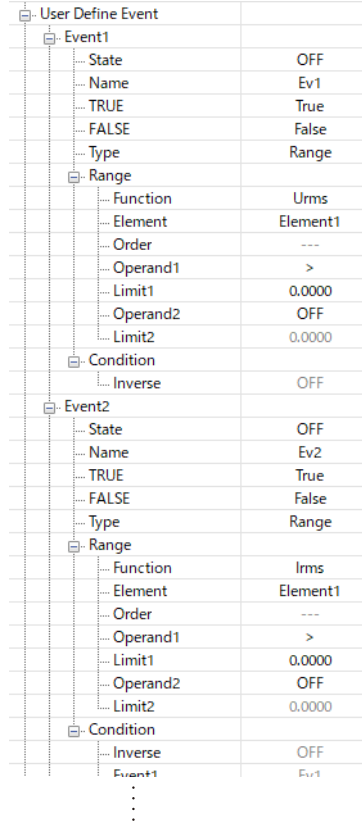 User Define Event
Event1
State OFF
Name Ev1
TRUE True
FALSE False
Type Range
Range
Function Urms
Element Element1
Order ---
Operand1 >
Limit1 0.0000
Operand2 OFF
Limit2 0.0000
Condition
Inverse OFF
Event2
State OFF
Name Ev2
TRUE True
FALSE False
Type Range
Range
Function Irms
Element Element1
Order ---
Operand1 >
Limit1 0.0000
Operand2 OFF
Limit2 0.0000
Condition
Inverse OFF
Event1 Ev1